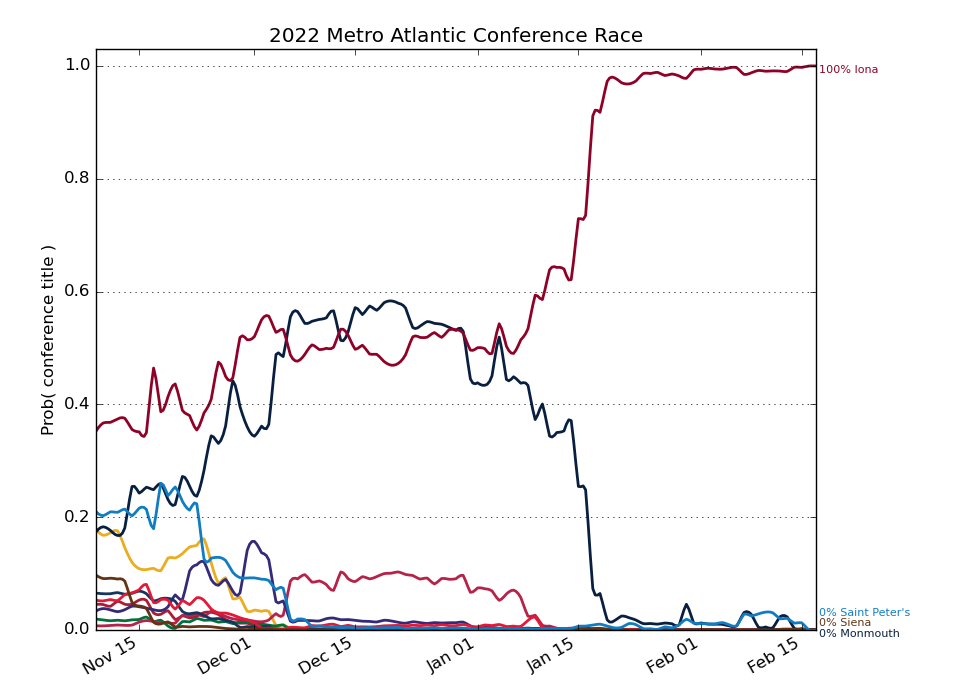 2022 Metro Atlantic Conference Race
Prob( conference title )
1.0
0.8
0.6
0.4
0.2
0.0
Nov 15
Dec 01
Dec 15
Jan 01
Jan 15
Feb 01
Feb 15
100% Iona
0% Saint Peter's
0% Siena
0% Monmouth